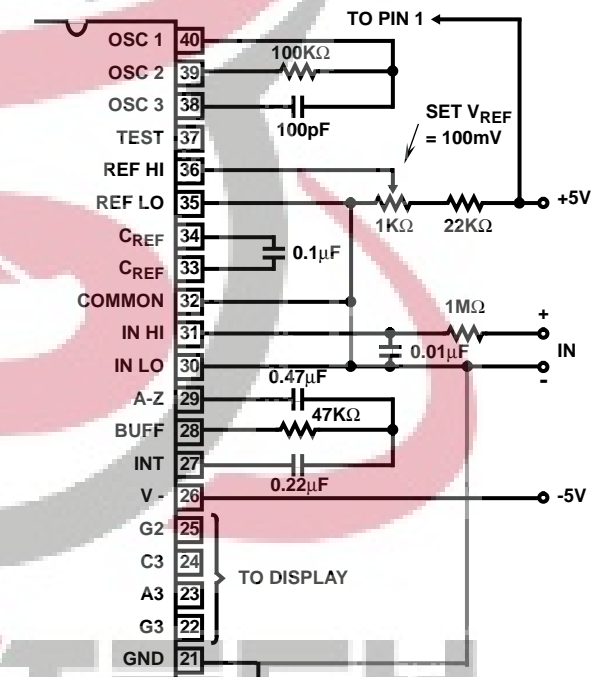 TO PIN 1
OSC 1 40
100KΩ
OSC 2 39
OSC 3 38
100pF
SET VREF
= 100mV
TEST 37
REF HI 36
REF LO 35
1KΩ 22KΩ
+5V
CREF 34
0.1µF
CREF 33
COMMON 32
1MΩ
+
IN HI 31
0.01µF
IN
IN LO 30
-
0.47µF
A-Z 29
47KΩ
BUFF 28
INT 27
0.22µF
V - 26
-5V
G2 25
C3 24
TO DISPLAY
A3 23
G3 22
GND 21